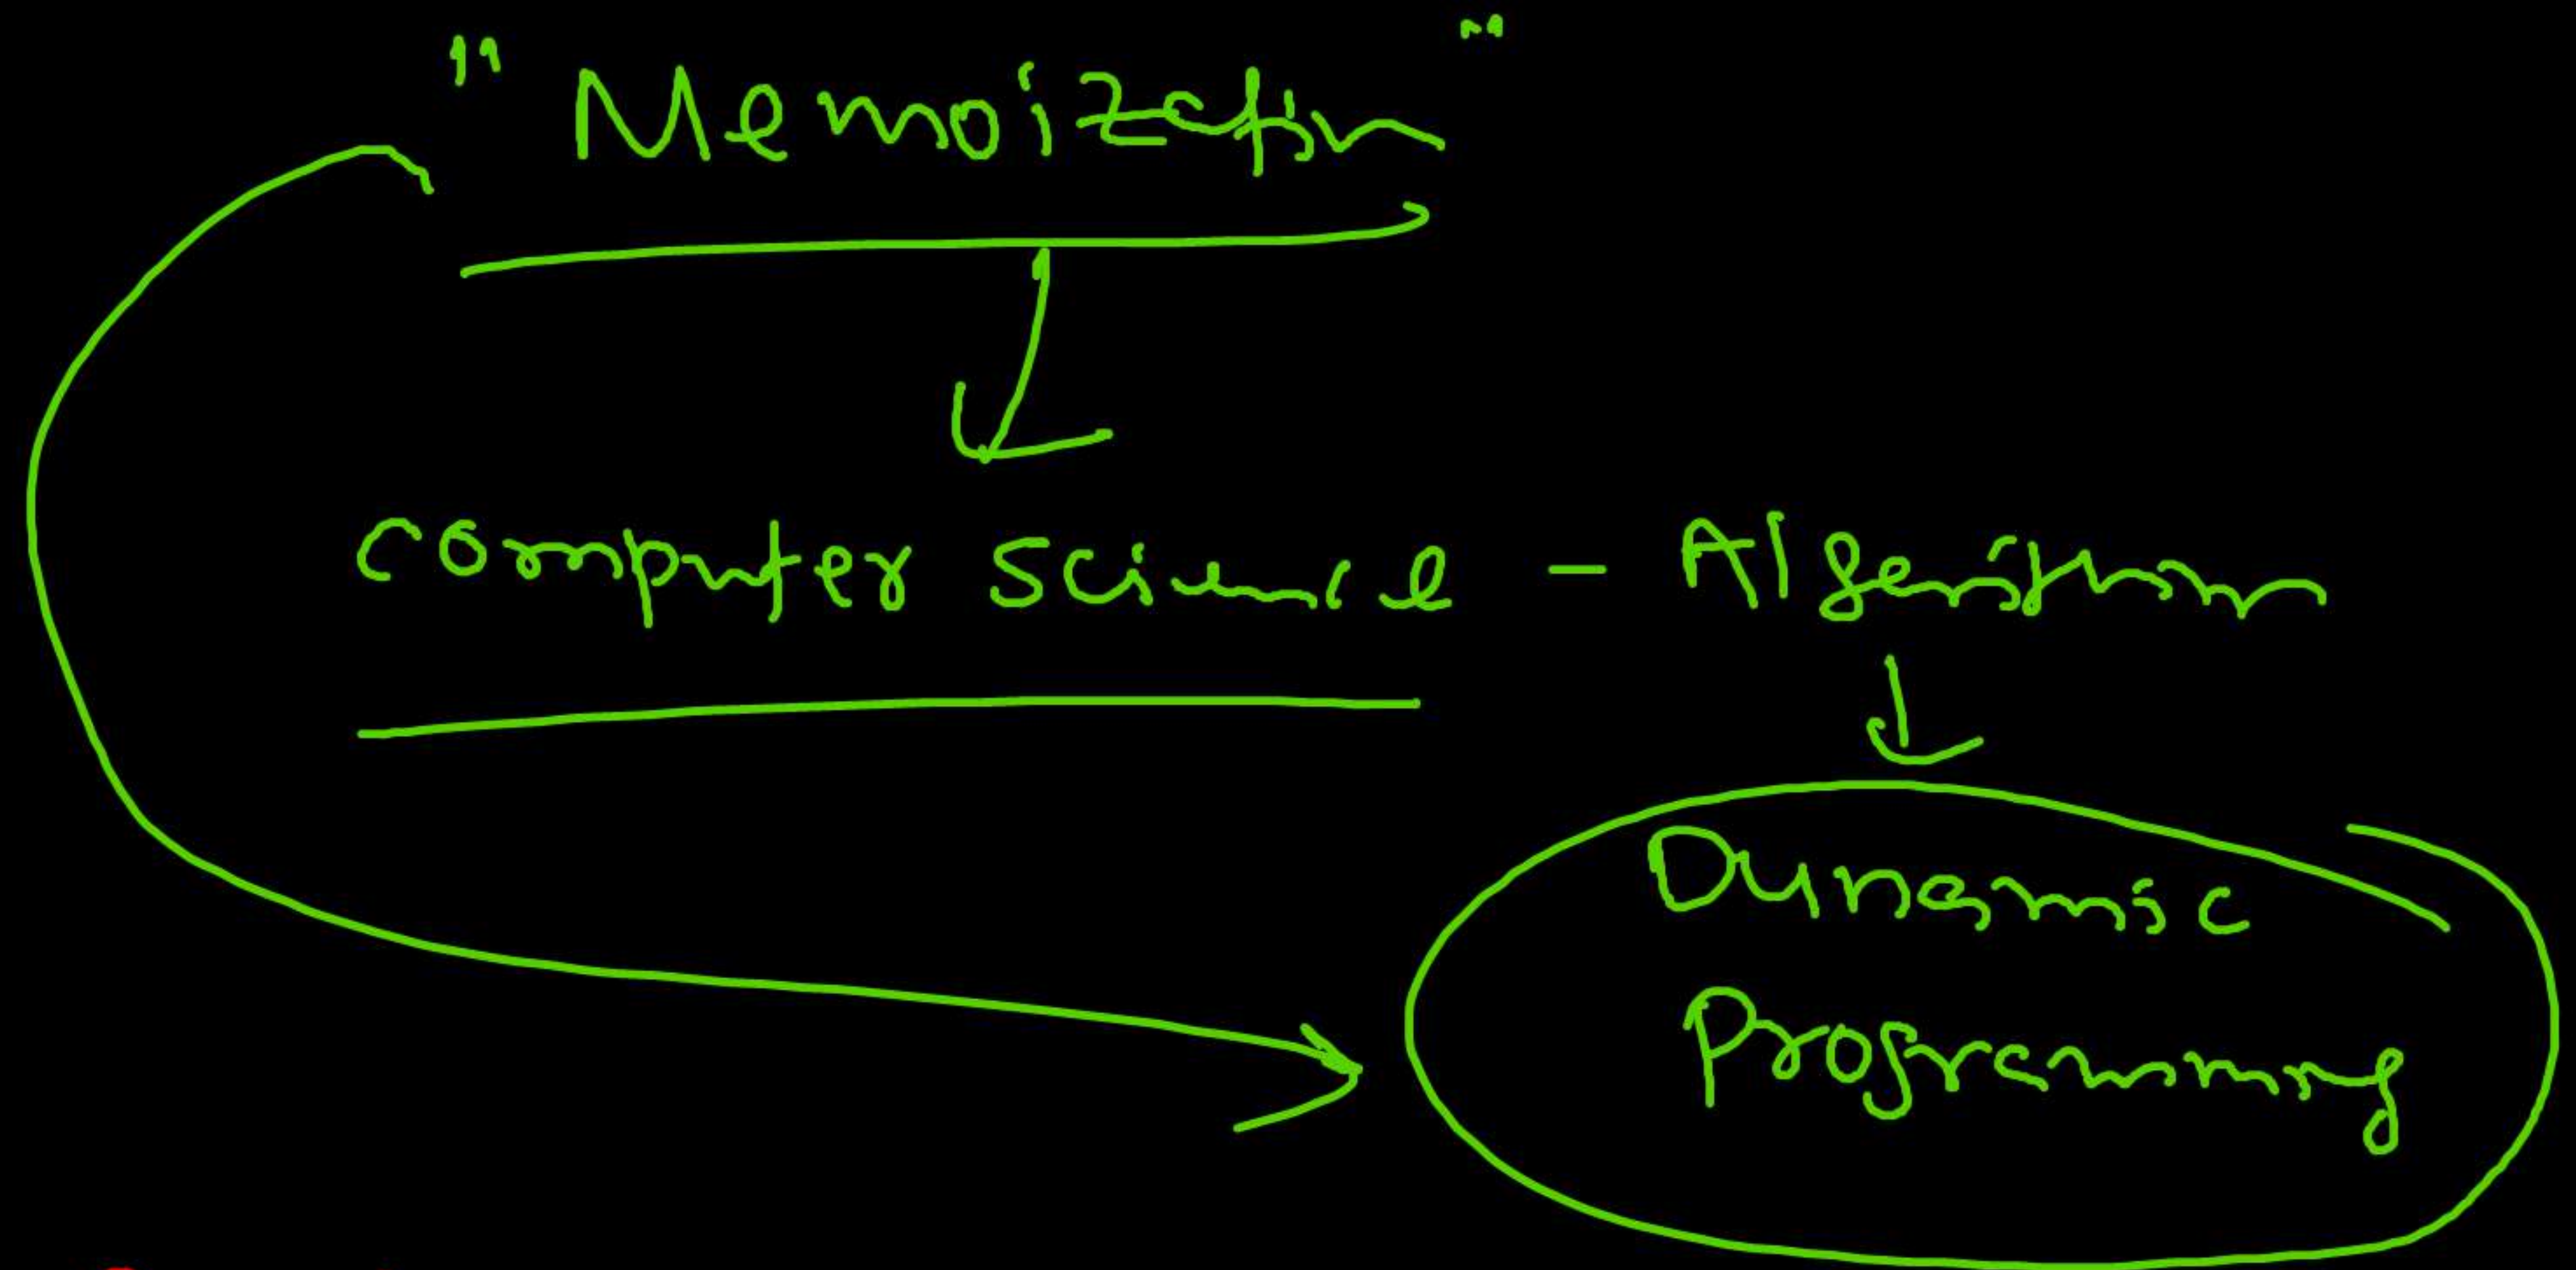 "Memoization"
Computer Science - Algorithm
Dynamic
Programming